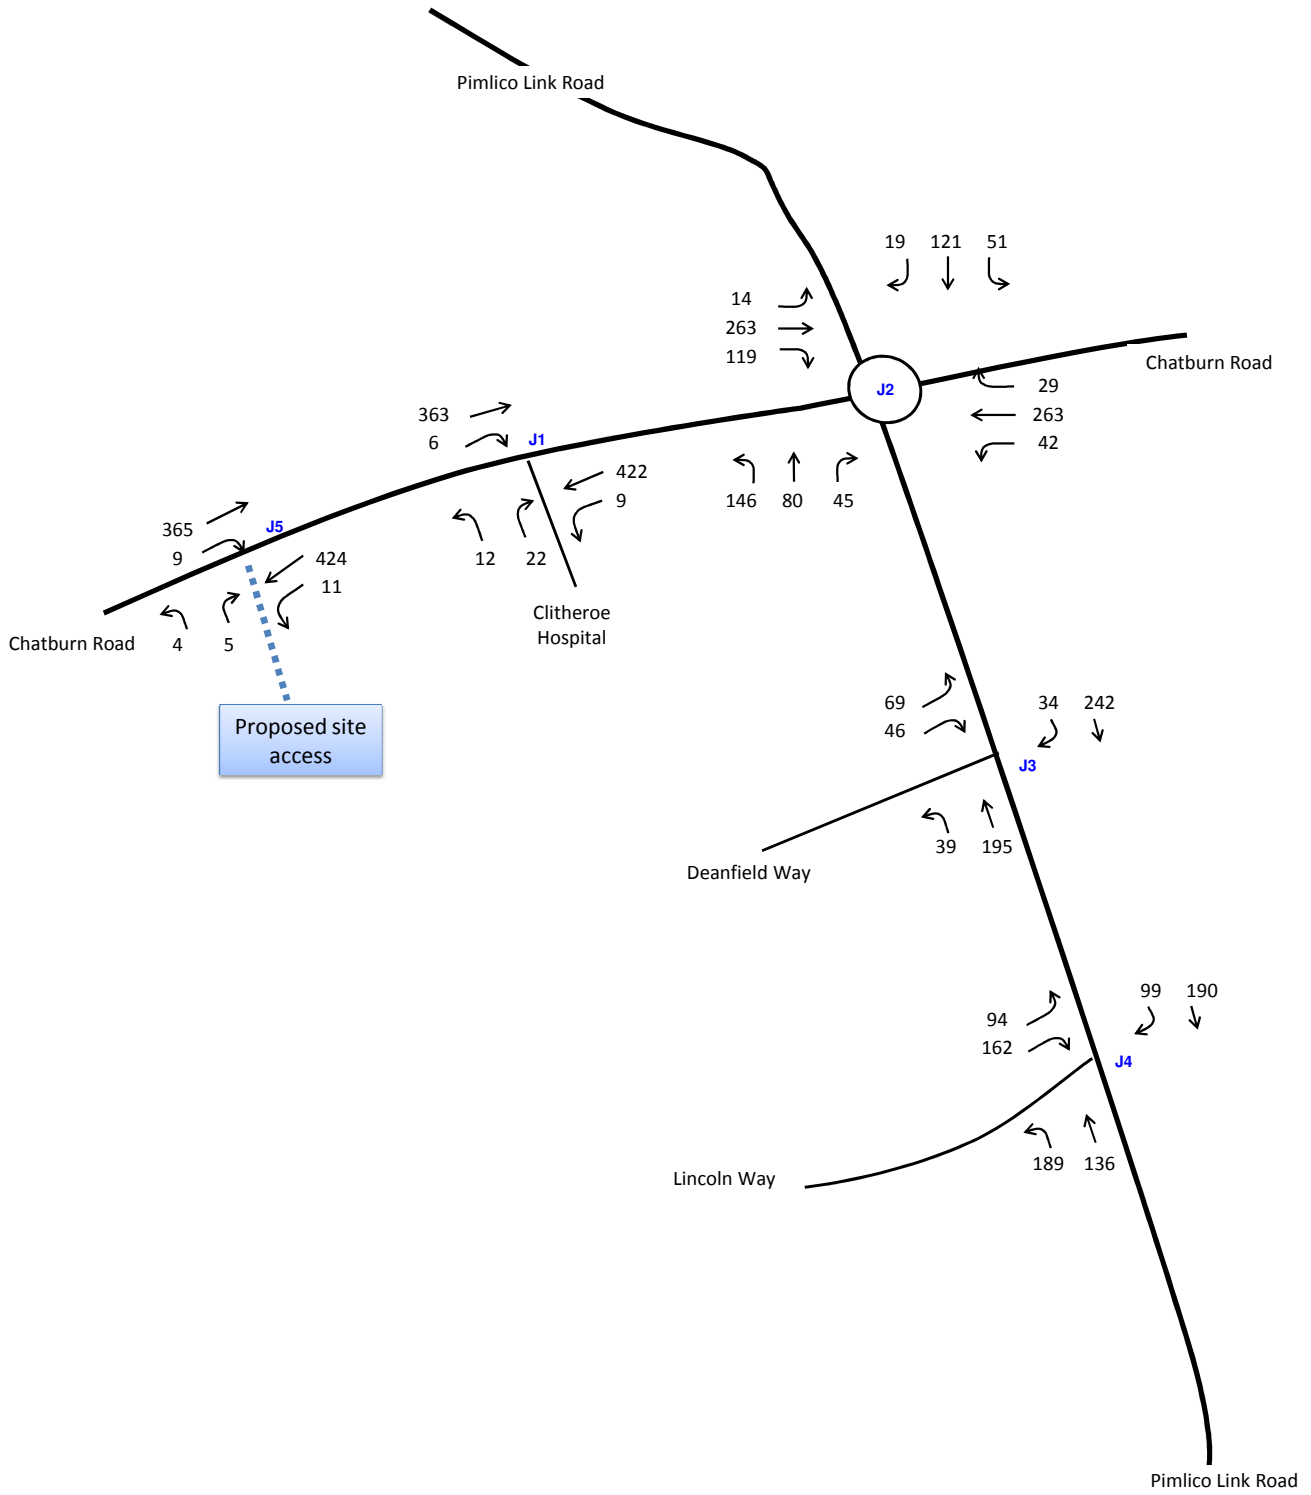 Pimlico Link Road
19 121 51
14
263
119
Chatburn Road
J2
29
263
42
363
6
J1
422
9
146 80 45
365
9
J5
424
11
12 22
Clitheroe
Hospital
Chatburn Road
4 5
69
46
34 242
Proposed site
access
J3
39 195
Deanfield Way
94
162
99 190
J4
189 136
Lincoln Way
Pimlico Link Road